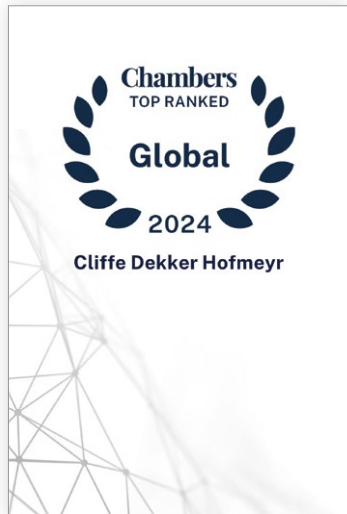 Chambers
TOP RANKED
Global
2024
Cliffe Dekker Hofmeyr